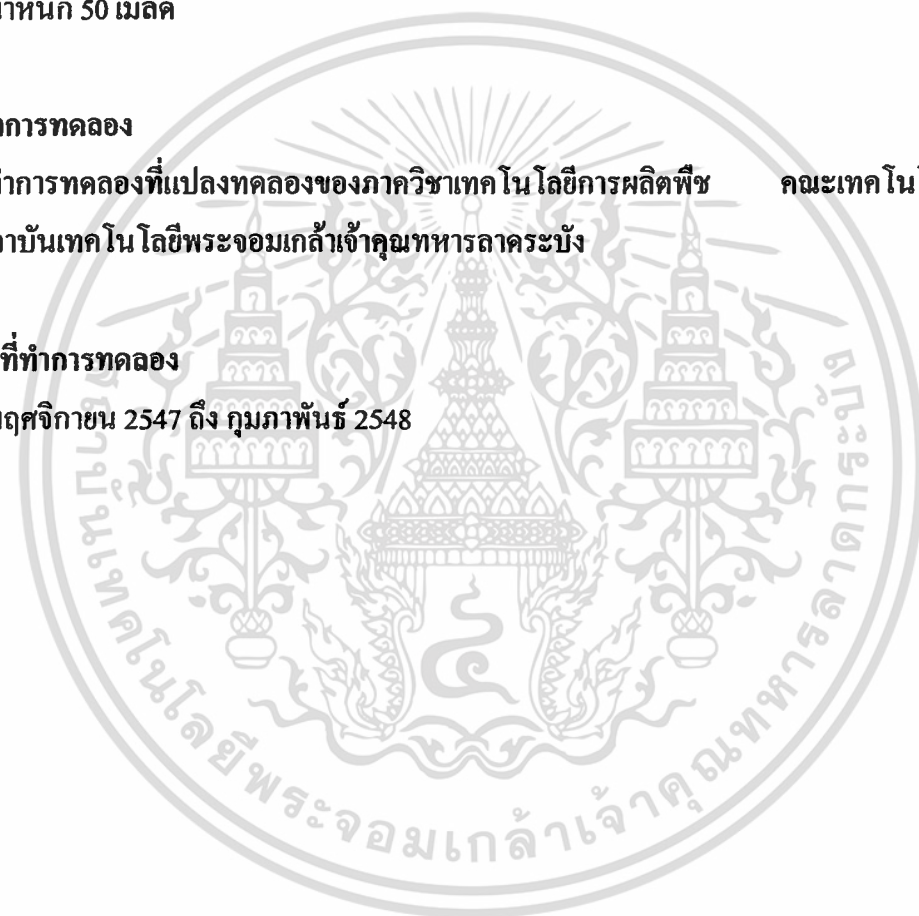 น้ำหนัก 50 เมล็ด
การทดลอง
ทำการทดลองที่แปลงทดลองของภาควิชาเทคโนโลยีการผลิตพืช คณะเทคโนโ
าบันเทคโนโลยีพระจอมเกล้าเจ้าคุณทหารลาดกระบัง
ที่ทำการทดลอง
พฤศจิกายน 2547 ถึง กุมภาพันธ์ 2548
สถาบันเทคโนโลยีพระจอมเกล้าเจ้าคุณทหารลาดกระบัง